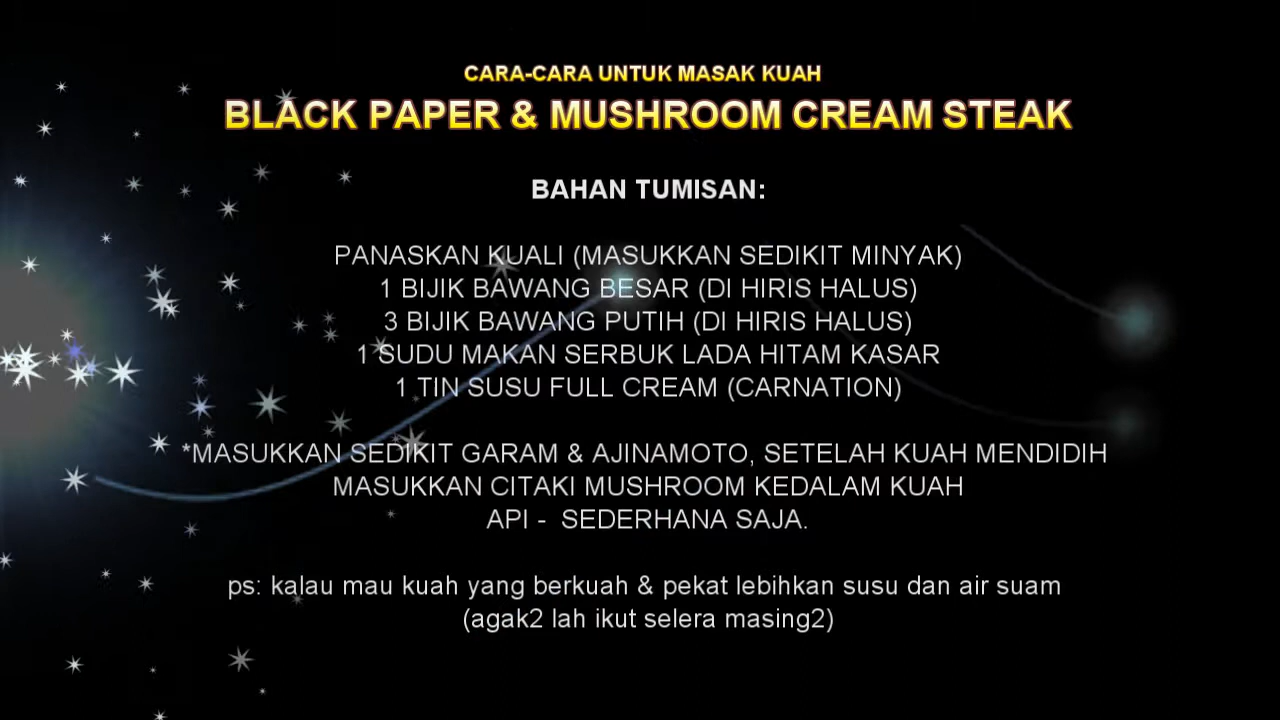 CARA-CARA UNTUK MASAK KUAH
BLACK PAPER & MUSHROOM CREAM STEAK
BAHAN TUMISAN:
PANASKAN KUALI (MASUKKAN SEDIKIT MINYAK)
1 BIJIK BAWANG BESAR (DI HIRIS HALUS)
3 BIJIK BAWANG PUTIH (DI HIRIS HALUS)
1 SUDU MAKAN SERBUK LADA HITAM KASAR
1 TIN SUSU FULL CREAM (CARNATION)
*MASUKKAN SEDIKIT GARAM & AJINAMOTO, SETELAH KUAH MENDIDIH
MASUKKAN CITAKI MUSHROOM KEDALAM KUAH
API - SEDERHANA SAJA.
ps: kalau mau kuah yang berkuah & pekat lebihkan susu dan air suam
(agak2 lah ikut selera masing2)